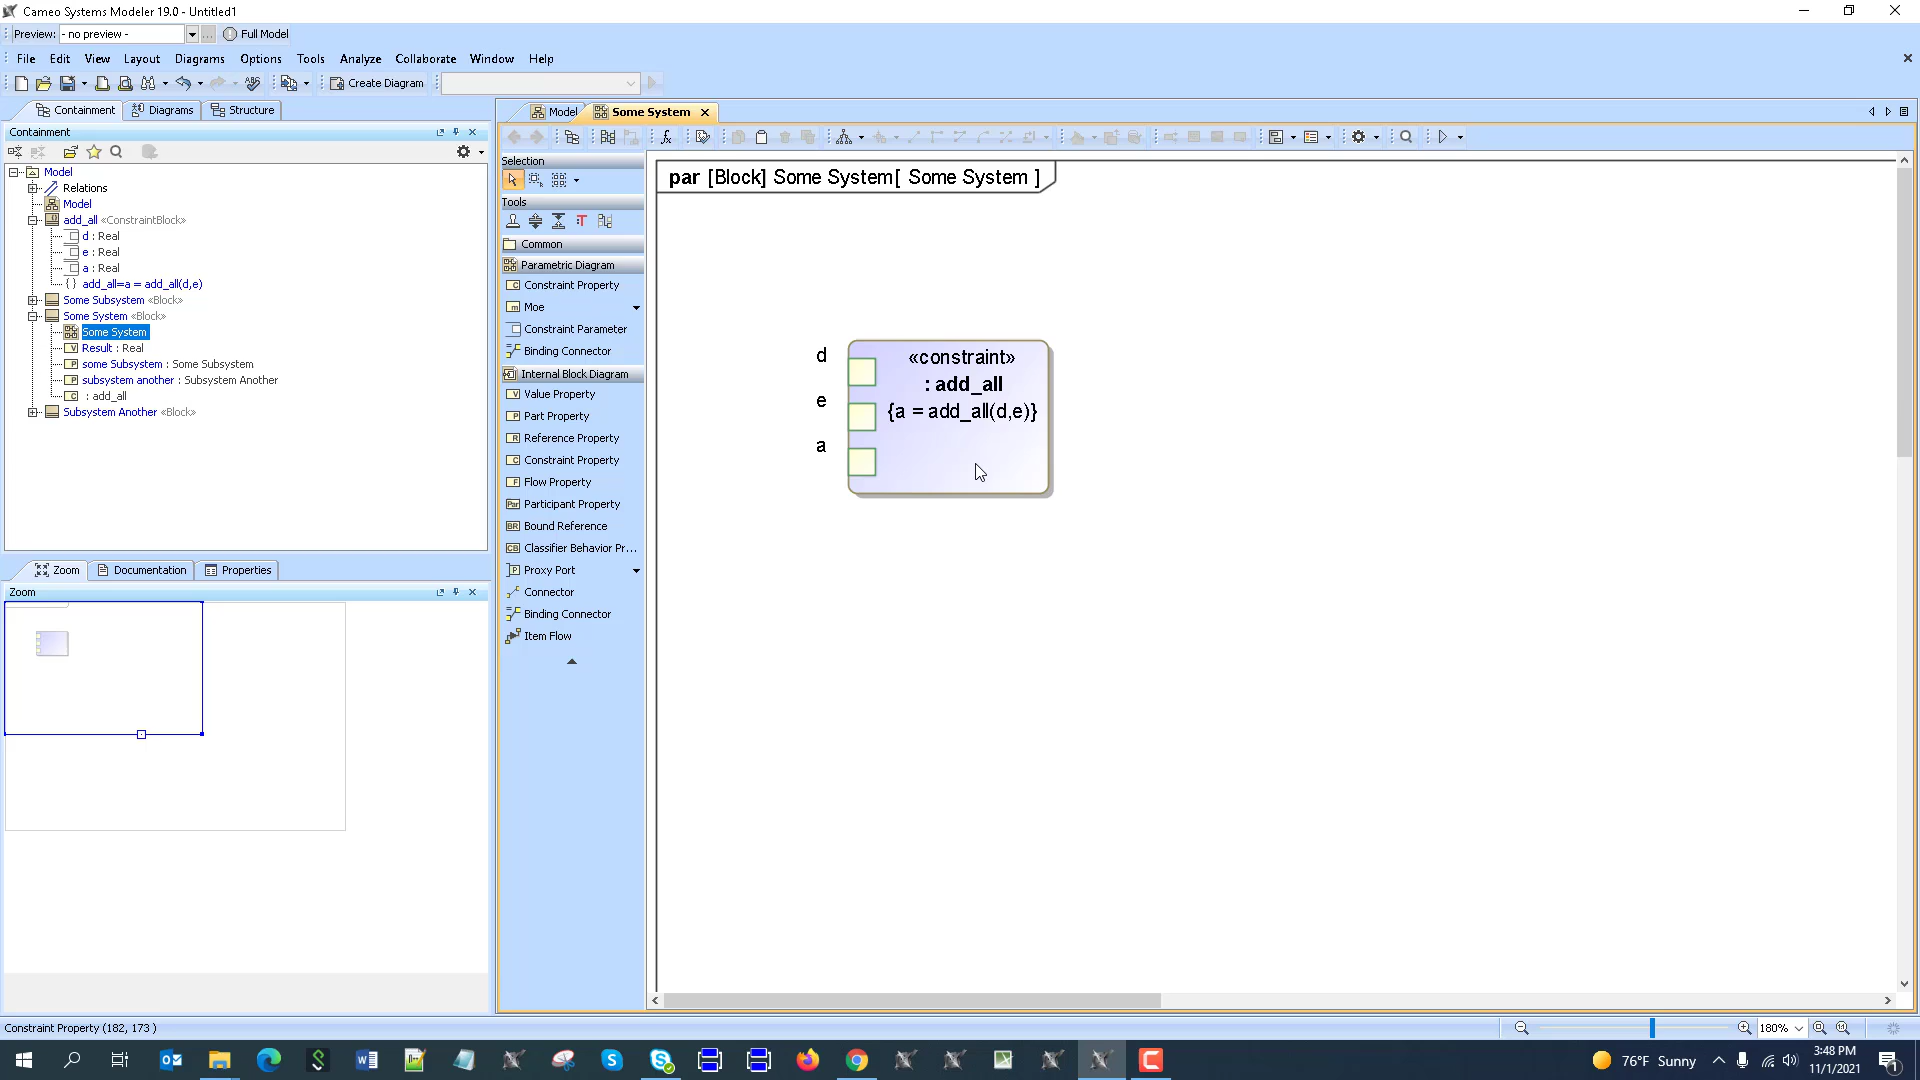 Cameo Systems Modeler 19.0 - Untitled1
Preview: - no preview - ... Full Model
File Edit View Layout Diagrams Options Tools Analyze Collaborate Window Help
Create Diagram
Containment Diagrams Structure
Containment
Model
Relations
Model
add_all «ConstraintBlock»
d : Real
e : Real
a : Real
{ } add_all=a = add_all(d,e)
Some Subsystem «Block»
Some System «Block»
Some System
V Result : Real
P some Subsystem : Some Subsystem
P subsystem another : Subsystem Another
C : add_all
Subsystem Another «Block»
Zoom Documentation Properties
Zoom
Model Some System
Selection
Tools
Common
Parametric Diagram
C Constraint Property
m Moe
Constraint Parameter
Binding Connector
Internal Block Diagram
V Value Property
P Part Property
R Reference Property
C Constraint Property
F Flow Property
Par Participant Property
BR Bound Reference
CB Classifier Behavior Pr...
P Proxy Port
Connector
Binding Connector
Item Flow
par [Block] Some System[ Some System ]
d
e
a
«constraint»
: add_all
{a = add_all(d,e)}
Constraint Property (182, 173 )
180%
76°F Sunny
3:48 PM
11/1/2021
1